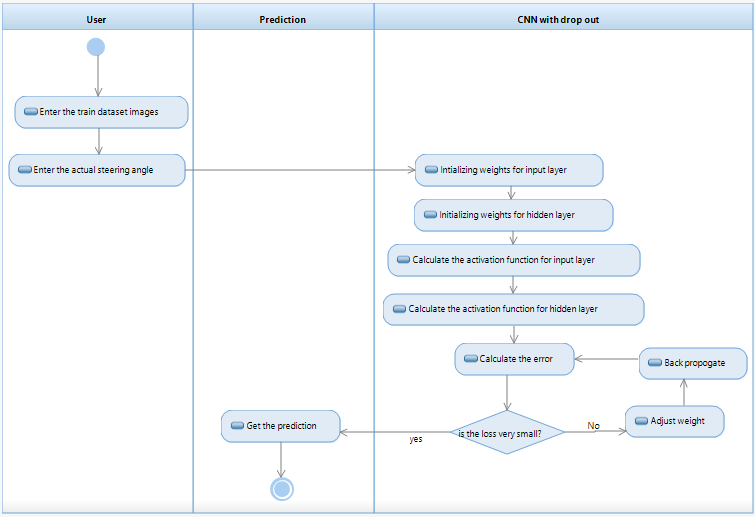 User
Prediction
CNN with drop out
Enter the train dataset images
Enter the actual steering angle
Intializing weights for input layer
Initializing weights for hidden layer
Calculate the activation function for input layer
Calculate the activation function for hidden layer
Calculate the error
Back propogate
Get the prediction
yes
is the loss very small?
No
Adjust weight